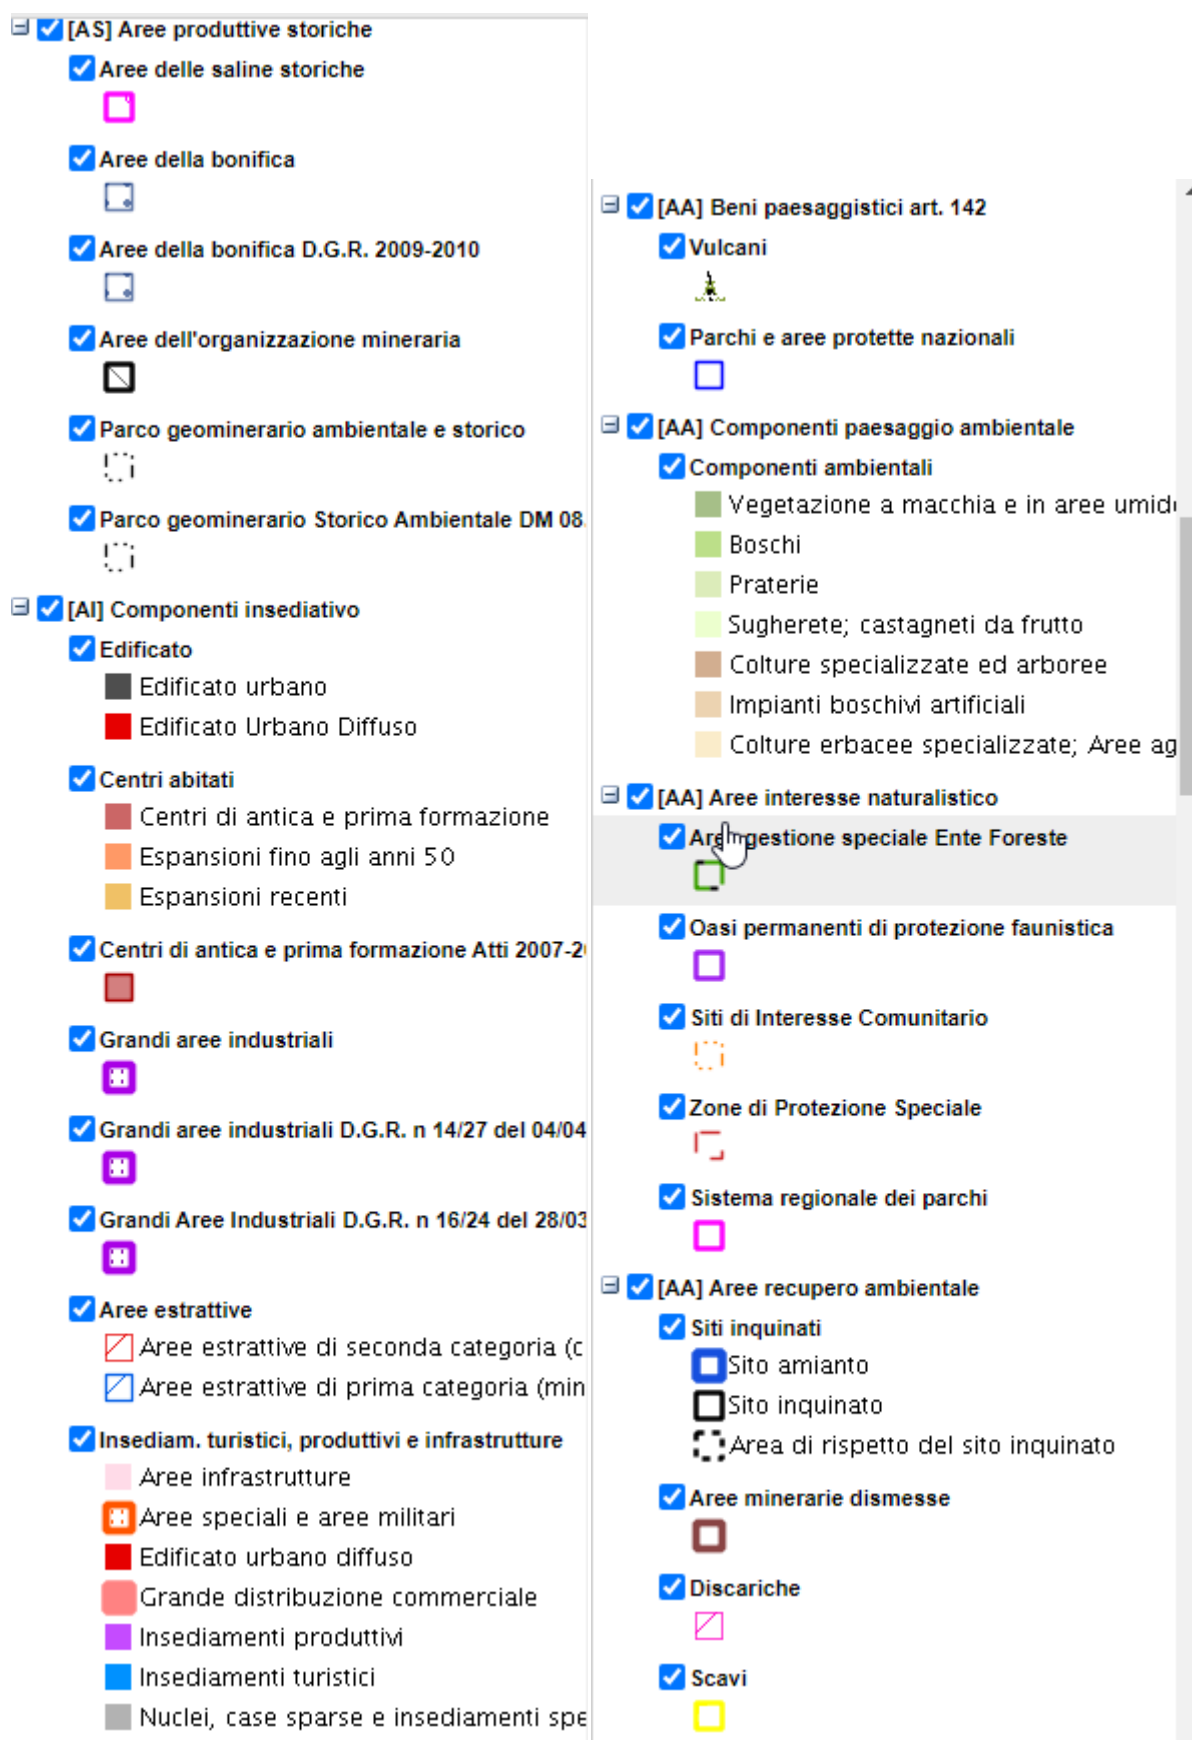 [AS] Aree produttive storiche
Aree delle saline storiche
Aree della bonifica
Aree della bonifica D.G.R. 2009-2010
Aree dell'organizzazione mineraria
Parco geominerario ambientale e storico
Parco geominerario Storico Ambientale DM 08.
[AI] Componenti insediativo
Edificato
Edificato urbano
Edificato Urbano Diffuso
Centri abitati
Centri di antica e prima formazione
Espansioni fino agli anni 50
Espansioni recenti
Centri di antica e prima formazione Atti 2007-2
Grandi aree industriali
Grandi aree industriali D.G.R. n 14/27 del 04/04
Grandi Aree Industriali D.G.R. n 16/24 del 28/03
Aree estrattive
Aree estrattive di seconda categoria (c
Aree estrattive di prima categoria (min
Insediam. turistici, produttivi e infrastrutture
Aree infrastrutture
Aree speciali e aree militari
Edificato urbano diffuso
Grande distribuzione commerciale
Insediamenti produttivi
Insediamenti turistici
Nuclei, case sparse e insediamenti spe
[AA] Beni paesaggistici art. 142
Vulcani
Parchi e aree protette nazionali
[AA] Componenti paesaggio ambientale
Componenti ambientali
Vegetazione a macchia e in aree umid
Boschi
Praterie
Sugherete; castagneti da frutto
Colture specializzate ed arboree
Impianti boschivi artificiali
Colture erbacee specializzate; Aree ag
[AA] Aree interesse naturalistico
gestione speciale Ente Foreste
Oasi permanenti di protezione faunistica
Siti di Interesse Comunitario
Zone di Protezione Speciale
Sistema regionale dei parchi
[AA] Aree recupero ambientale
Siti inquinati
Sito amianto
Sito inquinato
Area di rispetto del sito inquinato
Aree minerarie dismesse
Discariche
Scavi